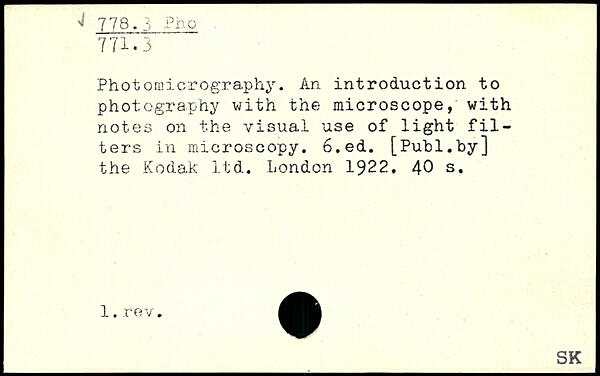 ✓ 778.3 Pho
771.3
Photomicrography. An introduction to
photography with the microscope, with
notes on the visual use of light fil-
ters in microscopy. 6.ed. [Publ.by]
the Kodak ltd. London 1922. 40 s.
1.rev.
SK